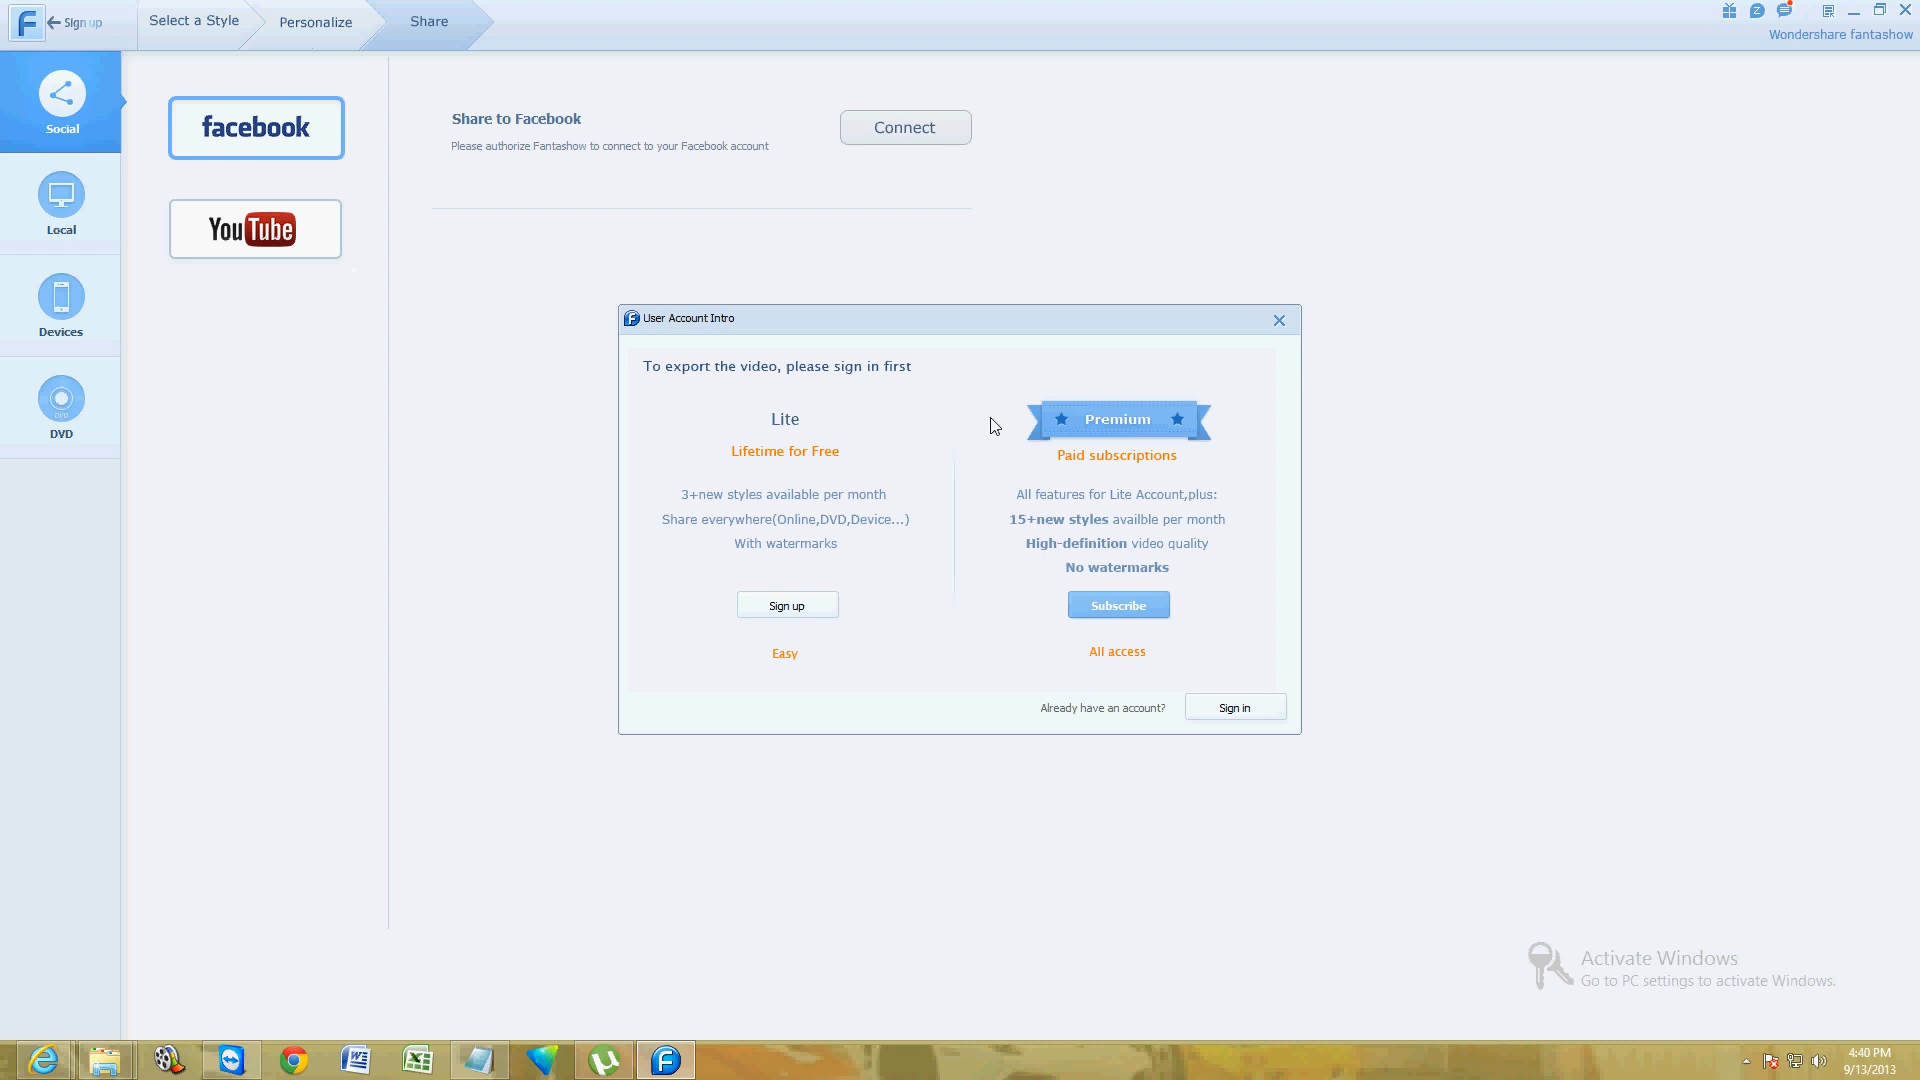 Sign up
Select a Style
Personalize
Share
Wondershare fantashow
Social
Local
Devices
DVD
DVD
facebook
YouTube
Share to Facebook
Please authorize Fantashow to connect to your Facebook account
Connect
User Account Intro
To export the video, please sign in first
Lite
Lifetime for Free
3+new styles available per month
Share everywhere(Online,DVD,Device...)
With watermarks
Sign up
Easy
Premium
Paid subscriptions
All features for Lite Account,plus:
15+new styles availble per month
High-definition video quality
No watermarks
Subscribe
All access
Already have an account?
Sign in
Activate Windows
Go to PC settings to activate Windows.
4:40 PM
9/13/2013